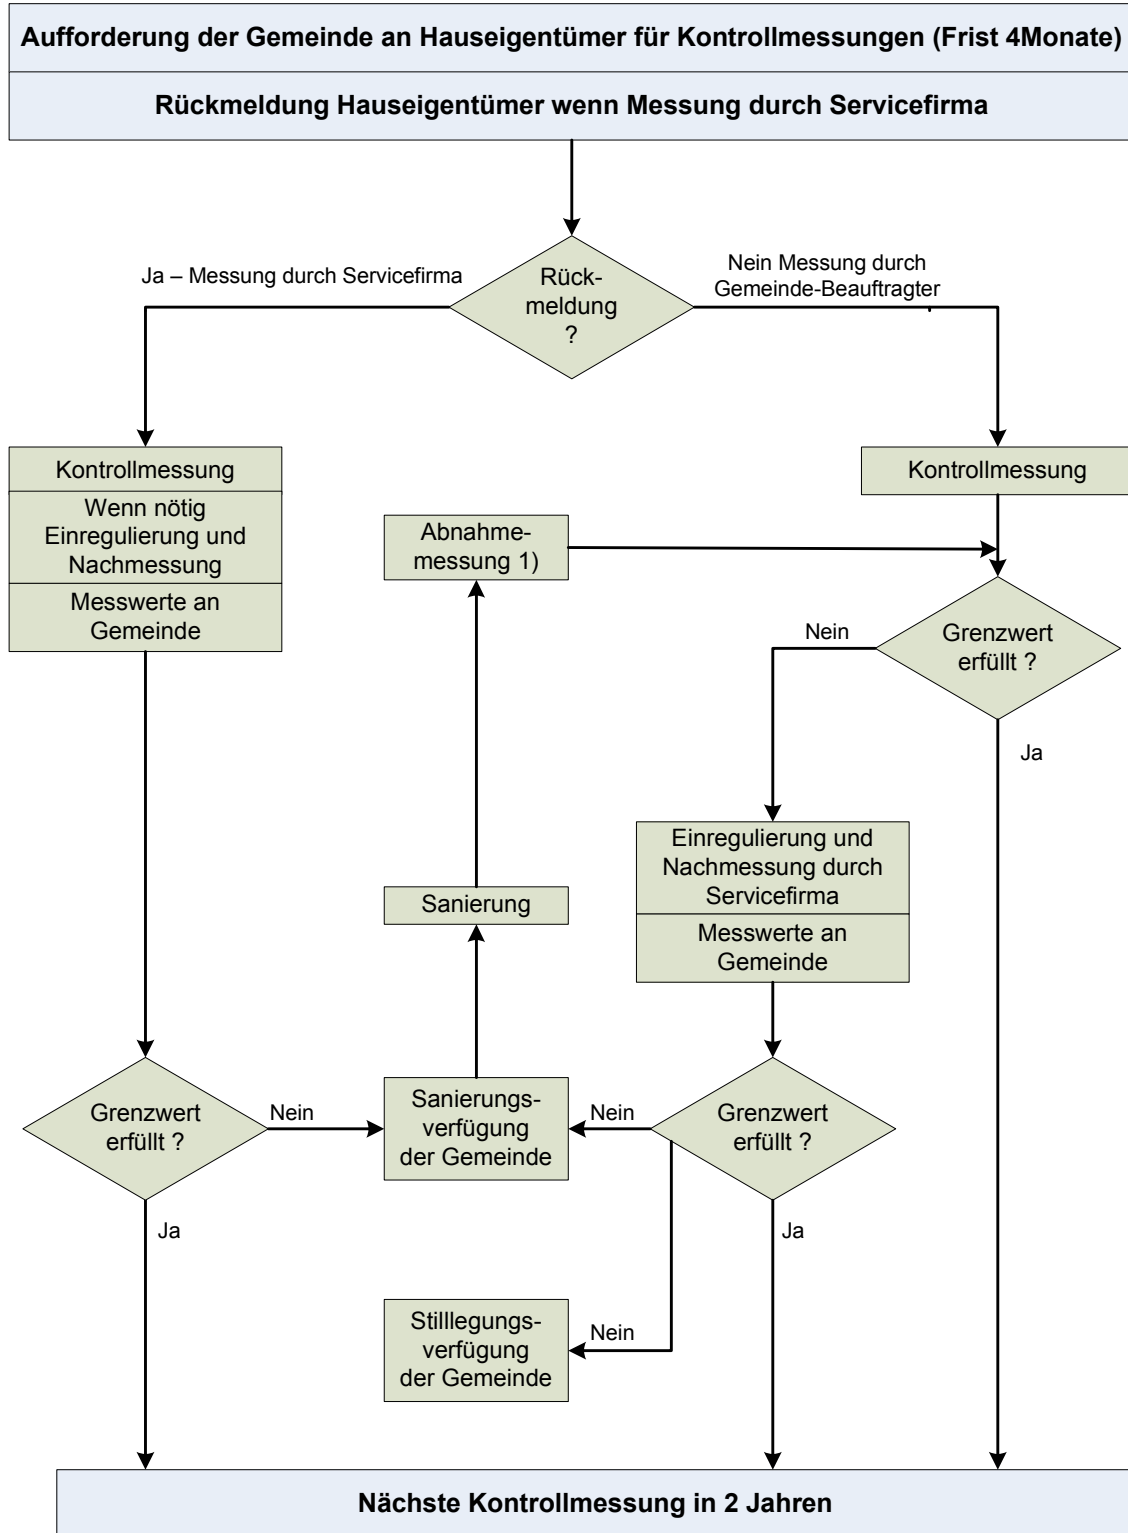 Aufforderung der Gemeinde an Hauseigentümer für Kontrollmessungen (Frist 4Monate)
Rückmeldung Hauseigentümer wenn Messung durch Servicefirma
Ja – Messung durch Servicefirma
Rück-
meldung
?
Nein Messung durch
Gemeinde-Beauftragter
Kontrollmessung
Wenn nötig
Einregulierung und
Nachmessung
Messwerte an
Gemeinde
Kontrollmessung
Abnahme-
messung 1)
Grenzwert
erfüllt ?
Nein
Ja
Einregulierung und
Nachmessung durch
Servicefirma
Messwerte an
Gemeinde
Sanierung
Grenzwert
erfüllt ?
Nein
Sanierungs-
verfügung
der Gemeinde
Nein
Grenzwert
erfüllt ?
Ja
Ja
Stilllegungs-
verfügung
der Gemeinde
Nein
Nächste Kontrollmessung in 2 Jahren